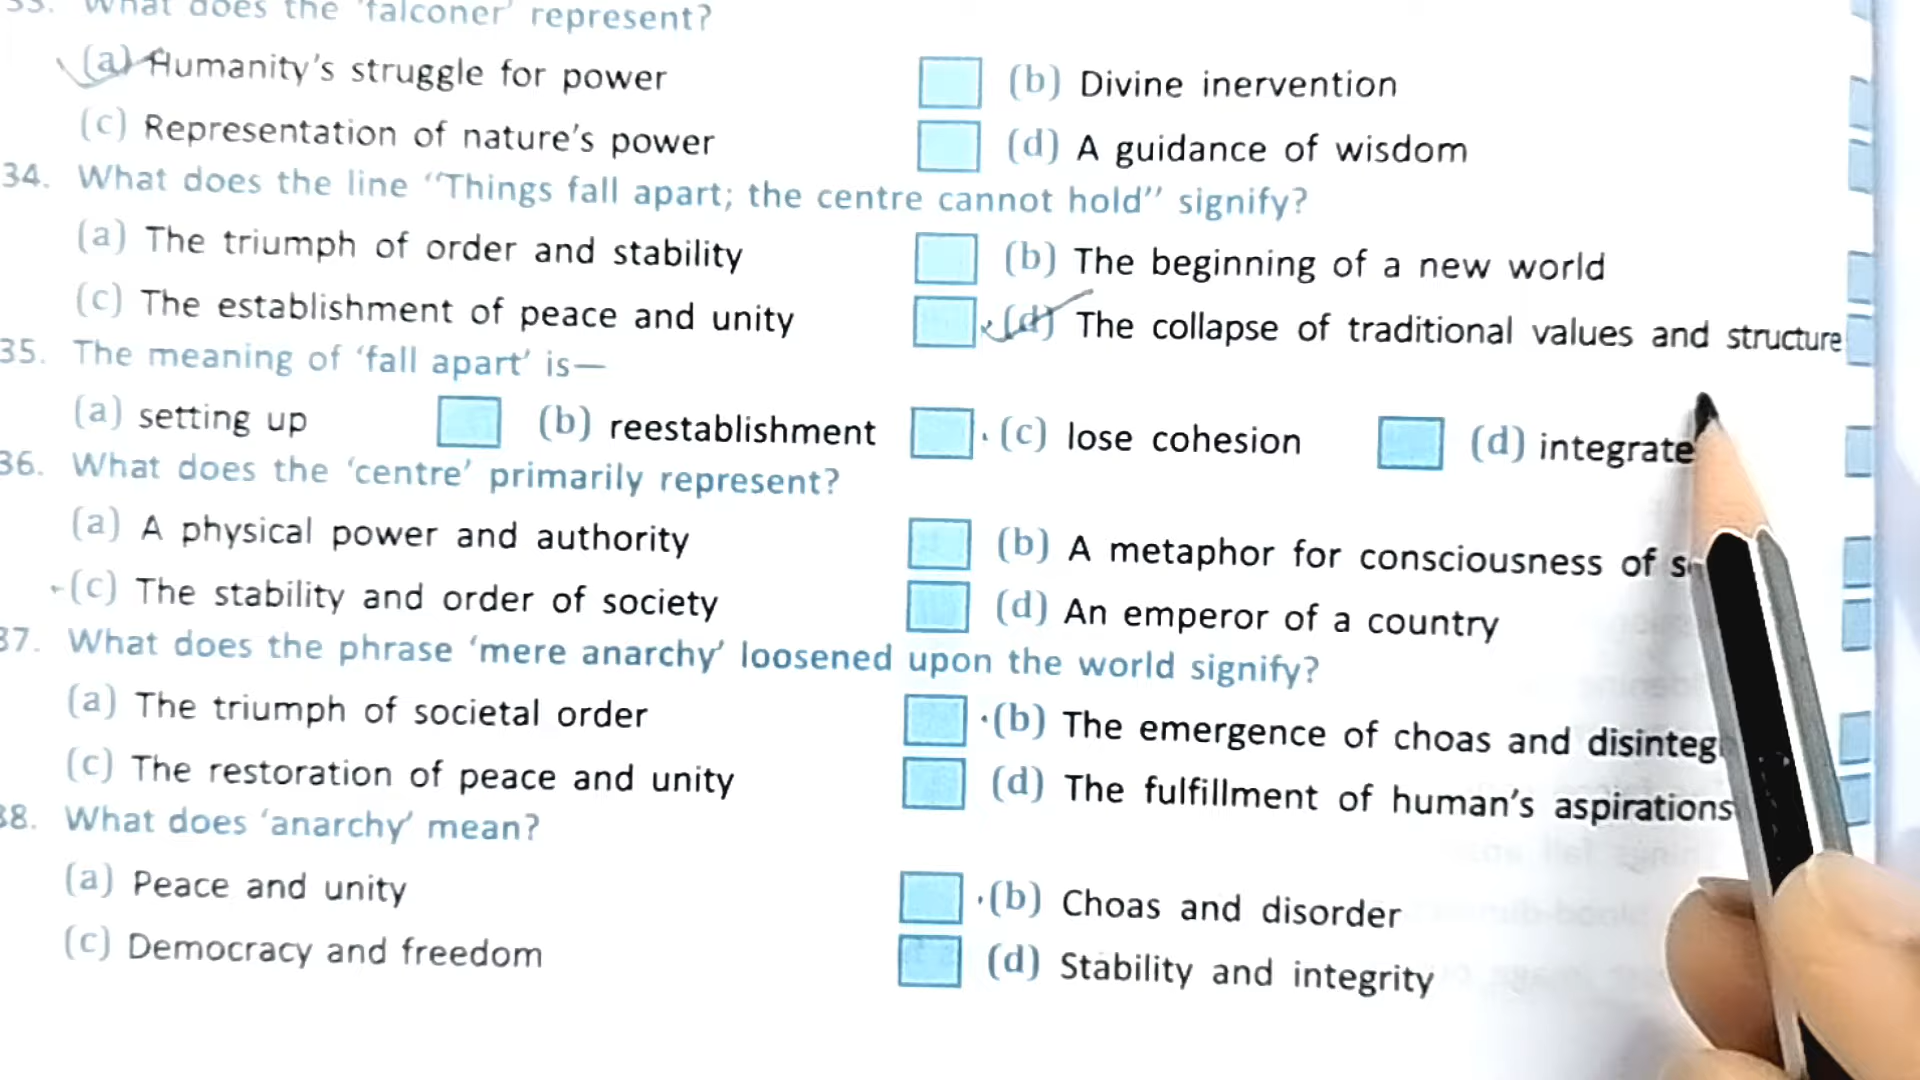 33. What does the 'falconer' represent?
(a) Humanity's struggle for power (b) Divine inervention
(c) Representation of nature's power (d) A guidance of wisdom
34. What does the line "Things fall apart; the centre cannot hold" signify?
(a) The triumph of order and stability (b) The beginning of a new world
(c) The establishment of peace and unity (d) The collapse of traditional values and structure
35. The meaning of 'fall apart' is—
(a) setting up (b) reestablishment (c) lose cohesion (d) integrate
36. What does the 'centre' primarily represent?
(a) A physical power and authority (b) A metaphor for consciousness of
(c) The stability and order of society (d) An emperor of a country
37. What does the phrase 'mere anarchy' loosened upon the world signify?
(a) The triumph of societal order (b) The emergence of choas and
(c) The restoration of peace and unity (d) The fulfillment of human's aspirations
38. What does 'anarchy' mean?
(a) Peace and unity (b) Choas and disorder
(c) Democracy and freedom (d) Stability and integrity